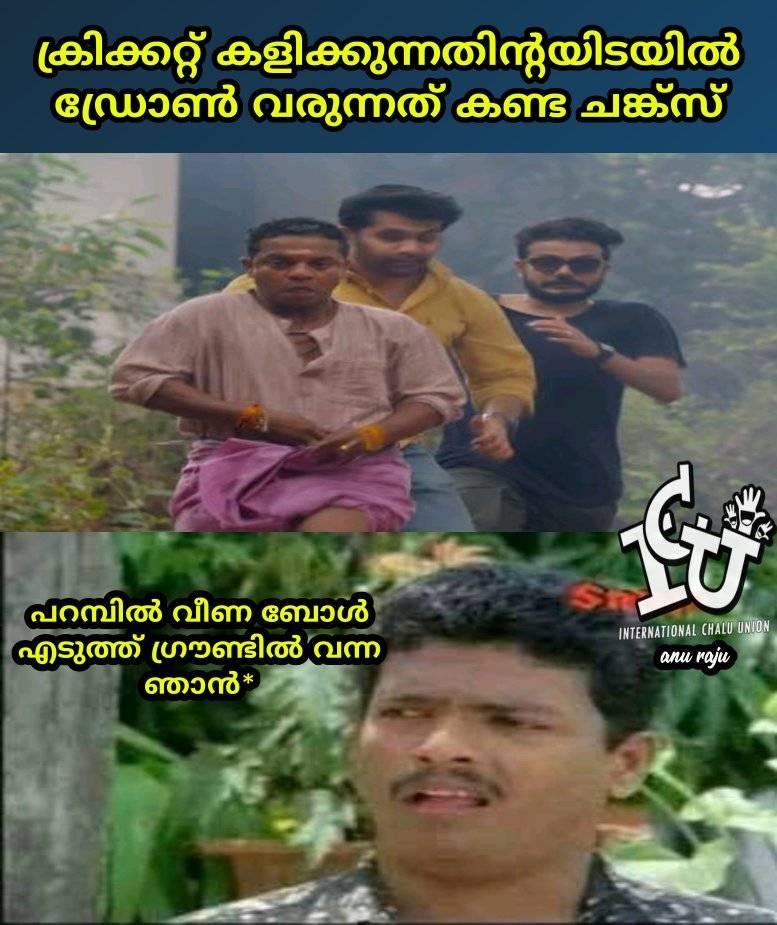 ക്രിക്കറ്റ് കളിക്കുന്നതിന്റയിടയിൽ
ഡ്രോൺ വരുന്നത് കണ്ട ചങ്ക്സ്
ICU
INTERNATIONAL CHALU UNION
anu raju
പറമ്പിൽ വീണ ബോൾ
എടുത്ത് ഗ്രൗണ്ടിൽ വന്ന
ഞാൻ*